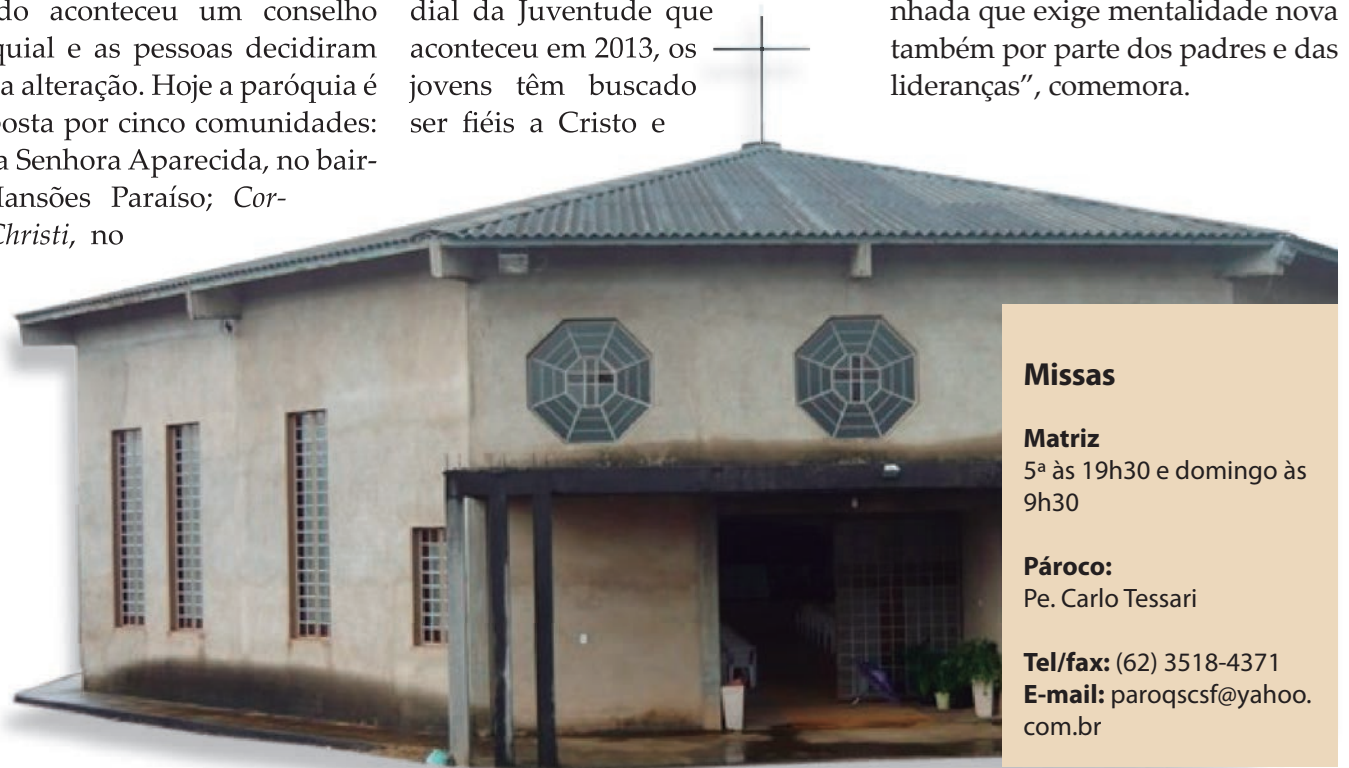 do aconteceu um conselho
quial e as pessoas decidiram
a alteração. Hoje a paróquia é
posta por cinco comunidades:
a Senhora Aparecida, no bair-
Mansões Paraíso; Cor-
Christi, no
dial da Juventude que
aconteceu em 2013, os
jovens têm buscado
ser fiéis a Cristo e
nhada que exige mentalidade nova
também por parte dos padres e das
lideranças”, comemora.
Missas
Matriz
5ª às 19h30 e domingo às
9h30
Pároco:
Pe. Carlo Tessari
Tel/fax: (62) 3518-4371
E-mail: paroqscsf@yahoo.
com.br